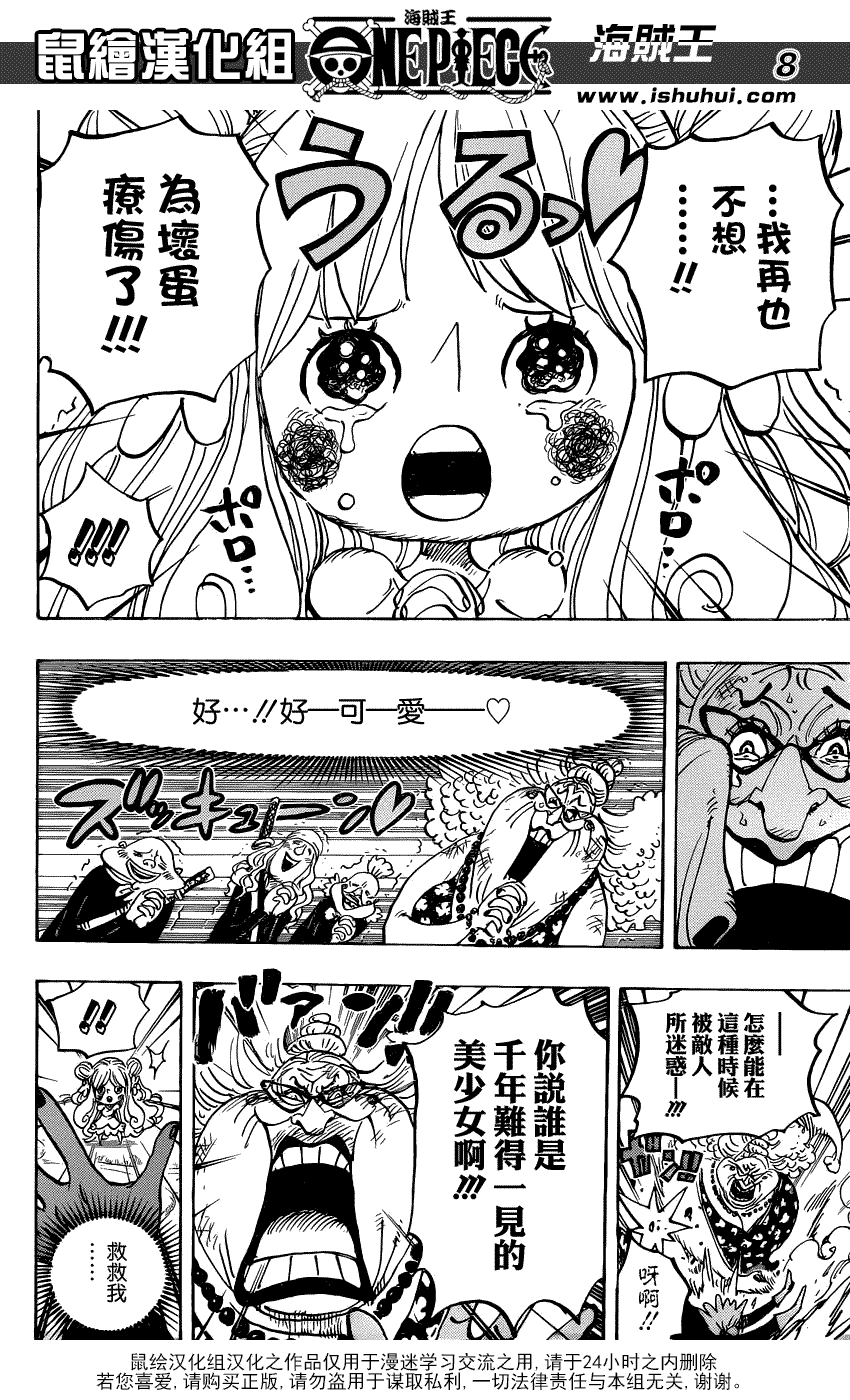 鼠繪漢化組
海賊王
ONE PIECE
海賊王
8
www.ishuhui.com
…我再也
不想
……!!
うるっ♡
為壞蛋
療傷了!!!
ポロ…
ポロ…
!!!
好…!!好—可—愛——♡
ズッキューーン♡
——
怎麼能在
這種時候
被敵人
所迷惑—!!!
ガン!!
呀啊!!
你說誰是
千年難得一見的
美少女啊!!!
ドーン!!
!!
救救我
……
鼠绘汉化组汉化之作品仅用于漫迷学习交流之用, 请于24小时之内删除
若您喜爱, 请购买正版, 请勿盗用于谋取私利, 一切法律责任与本组无关, 谢谢。